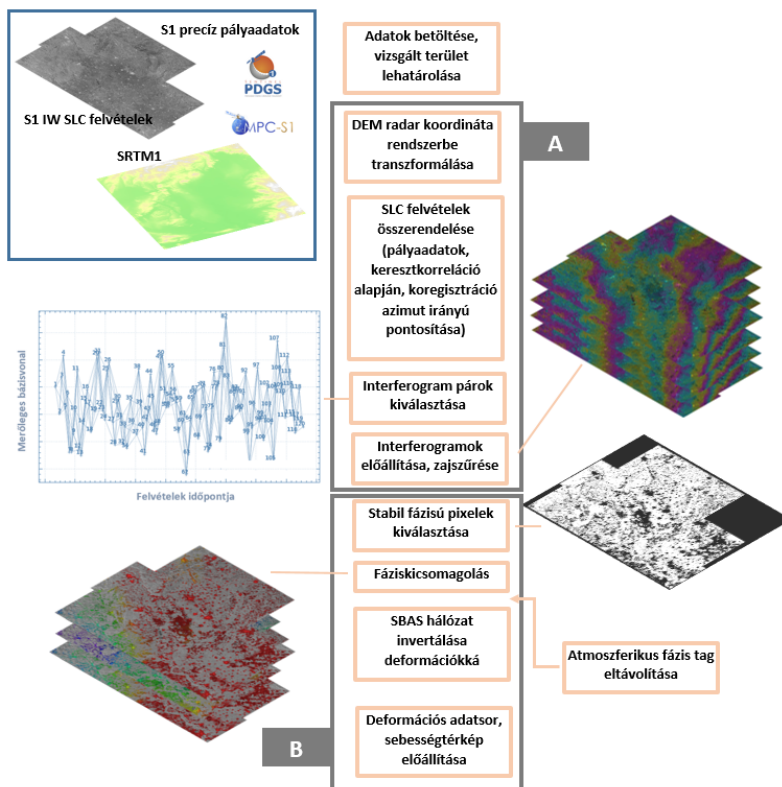 S1 precíz pályaadatok
PDGS
S1 IW SLC felvételek
MPC-S1
SRTM1
Adatok betöltése,
vizsgált terület
lehatárolása
A
DEM radar koordináta
rendszerbe
transzformálása
SLC felvételek
összerendelése
(pályaadatok,
keresztkorreláció
alapján, koregisztráció
azimut irányú
pontosítása)
Interferogram párok
kiválasztása
Interferogramok
előállítása, zajszűrése
Merőleges bázisvonal
Felvételek időpontja
Stabil fázisú pixelek
kiválasztása
Fáziskicsomagolás
SBAS hálózat
invertálása
deformációkká
Atmoszferikus fázis tag
eltávolítása
B
Deformációs adatsor,
sebességtérkép
előállítása